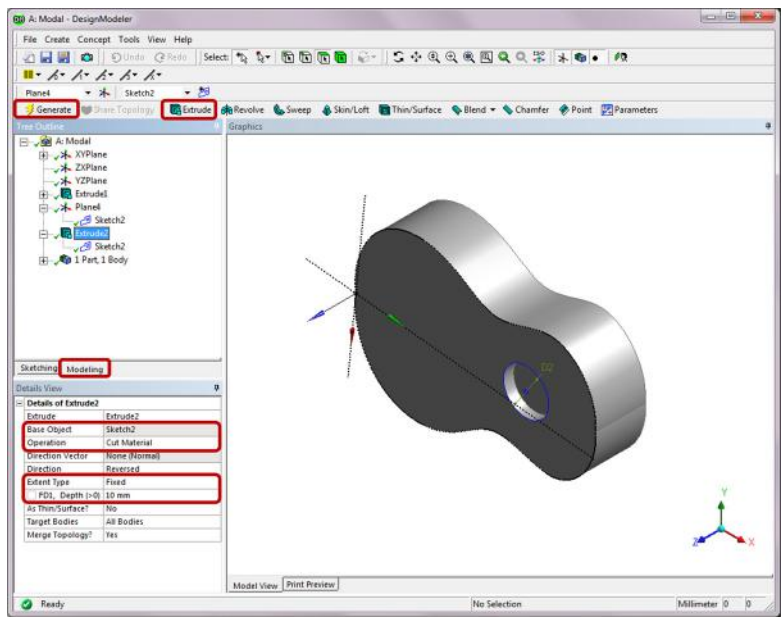 A: Modal - DesignModeler
File Create Concept Tools View Help
Undo Redo Select:
Plane4 Sketch2
Generate Share Topology Extrude Revolve Sweep Skin/Loft Thin/Surface Blend Chamfer Point Parameters
Tree Outline
Graphics
A: Modal
XYPlane
ZXPlane
YZPlane
Extrude1
Plane4
Sketch2
Extrude2
Sketch2
1 Part, 1 Body
Sketching Modeling
Details View
Details of Extrude2
Extrude Extrude2
Base Object Sketch2
Operation Cut Material
Direction Vector None (Normal)
Direction Reversed
Extent Type Fixed
FD1, Depth (>0) 10 mm
As Thin/Surface? No
Target Bodies All Bodies
Merge Topology? Yes
D2
Y
Z X
Model View Print Preview
Ready No Selection Millimeter 0 0